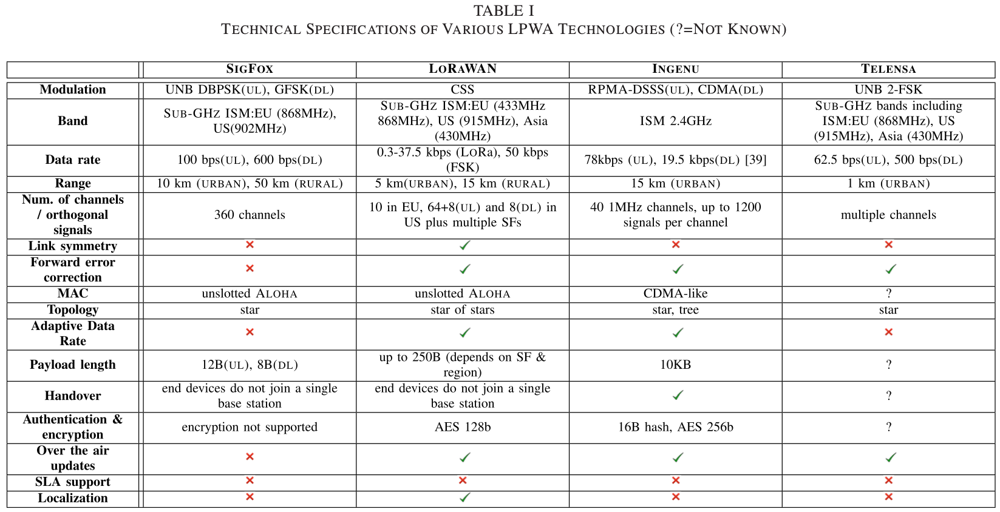 TABLE I
TECHNICAL SPECIFICATIONS OF VARIOUS LPWA TECHNOLOGIES (?=NOT KNOWN)
SIGFOX LORAWAN INGENU TELENSA
Modulation UNB DBPSK(UL), GFSK(DL) CSS RPMA-DSSS(UL), CDMA(DL) UNB 2-FSK
Band
SUB-GHZ ISM:EU (868MHz),
US(902MHz)
SUB-GHZ ISM:EU (433MHz
868MHz), US (915MHz), Asia
(430MHz)
ISM 2.4GHz
SUB-GHZ bands including
ISM:EU (868MHz), US
(915MHz), Asia (430MHz)
Data rate
100 bps(UL), 600 bps(DL)
0.3-37.5 kbps (LORA), 50 kbps
(FSK)
78kbps (UL), 19.5 kbps(DL) [39]
62.5 bps(UL), 500 bps(DL)
Range 10 km (URBAN), 50 km (RURAL) 5 km(URBAN), 15 km (RURAL) 15 km (URBAN) 1 km (URBAN)
Num. of channels
/ orthogonal
signals
360 channels
10 in EU, 64+8(UL) and 8(DL) in
US plus multiple SFs
40 1MHz channels, up to 1200
signals per channel
multiple channels
Link symmetry ✗ ✓ ✗ ✗
Forward error
correction
✗ ✓ ✓ ✓
MAC unslotted ALOHA unslotted ALOHA CDMA-like ?
Topology star star of stars star, tree star
Adaptive Data
Rate
✗ ✓ ✓ ✗
Payload length
12B(UL), 8B(DL)
up to 250B (depends on SF &
region)
10KB
?
Handover
end devices do not join a single
base station
end devices do not join a single
base station
✓
?
Authentication &
encryption
encryption not supported
AES 128b
16B hash, AES 256b
?
Over the air
updates
✗ ✓ ✓ ✓
SLA support ✗ ✗ ✗ ✗
Localization ✗ ✓ ✗ ✗